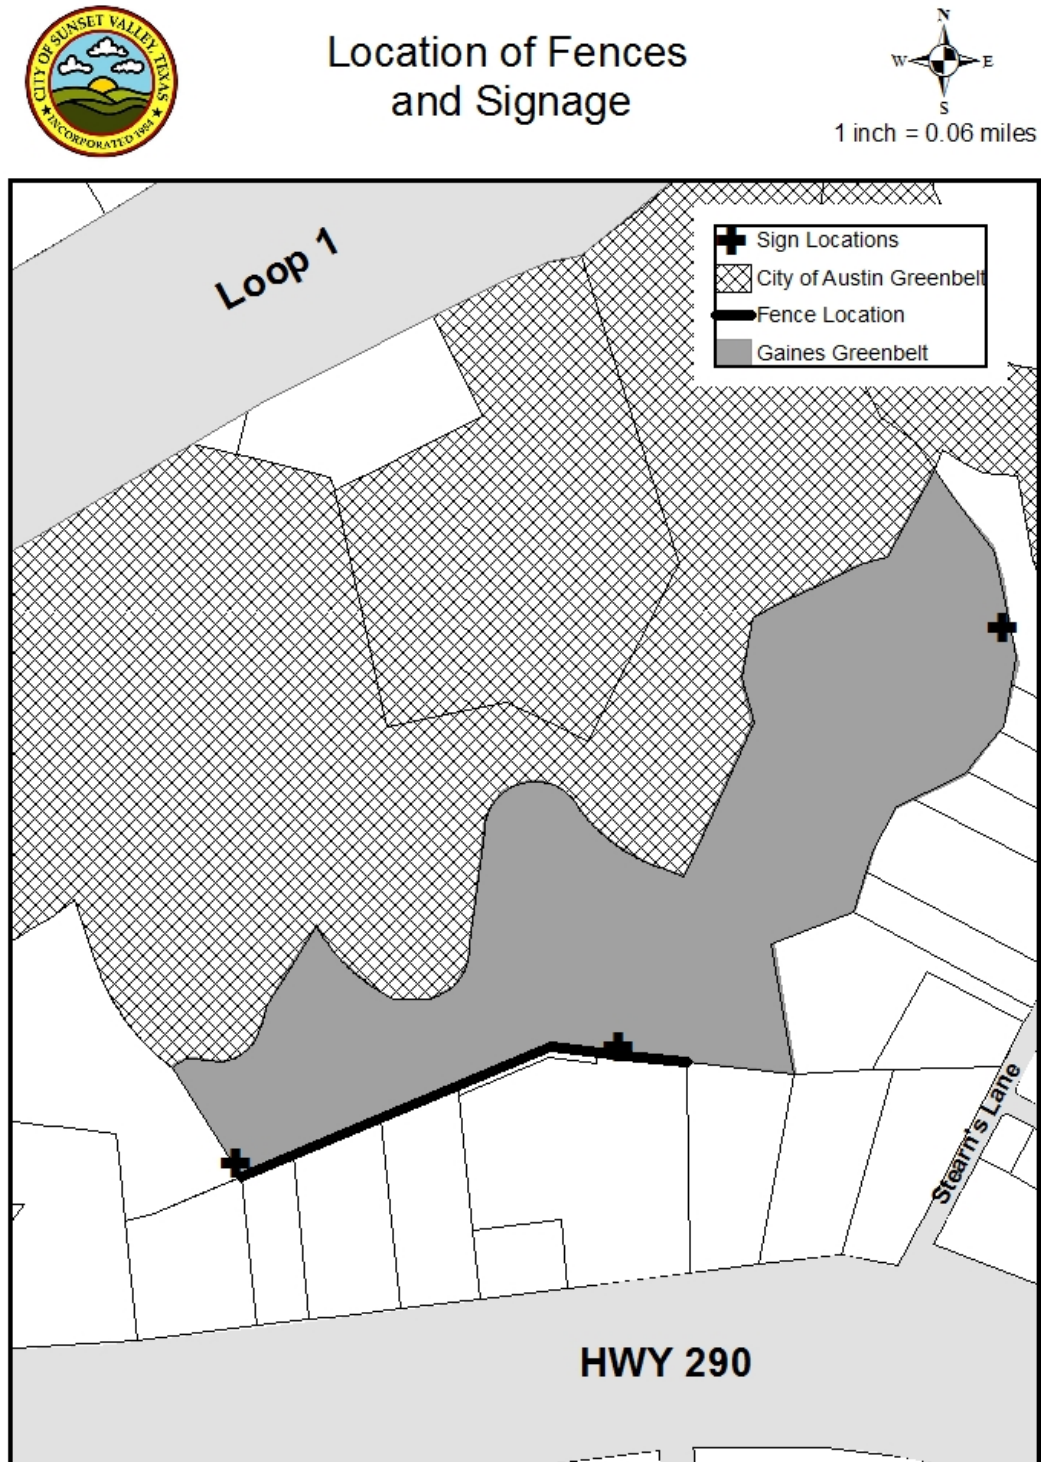 CITY OF SUNSET VALLEY, TEXAS
★ INCORPORATED 1954 ★
Location of Fences
and Signage
N
W E
S
1 inch = 0.06 miles
Loop 1
Sign Locations
City of Austin Greenbelt
Fence Location
Gaines Greenbelt
Stearn's Lane
HWY 290